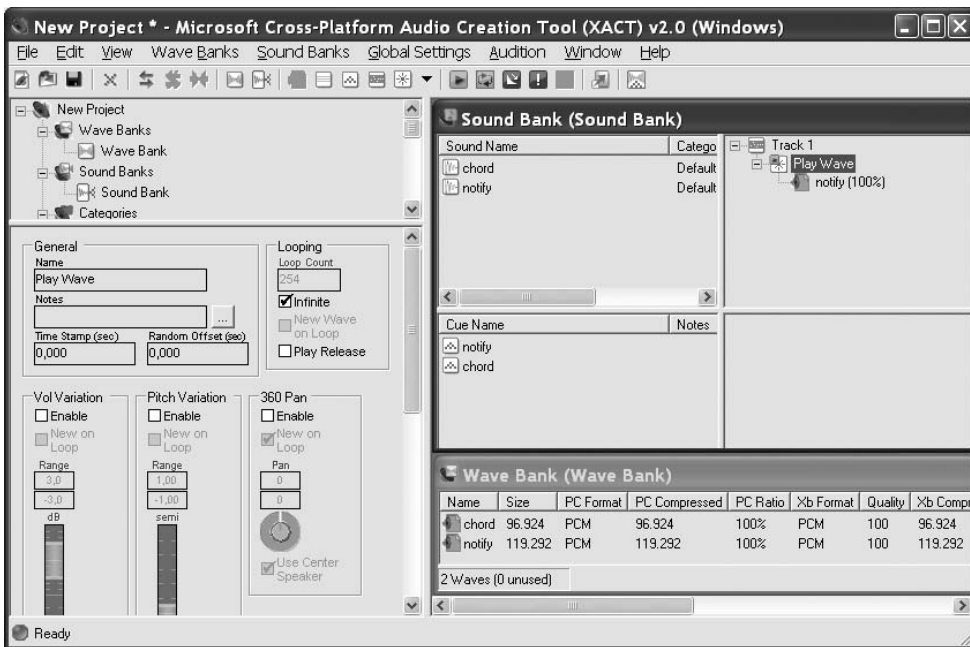 New Project * - Microsoft Cross-Platform Audio Creation Tool (XACT) v2.0 (Windows)
File Edit View Wave Banks Sound Banks Global Settings Audition Window Help
New Project
Wave Banks
Wave Bank
Sound Banks
Sound Bank
Categories
General
Name
Play Wave
Notes
...
Time Stamp (sec) Random Offset (sec)
0,000 0,000
Looping
Loop Count
254
Infinite
New Wave
on Loop
Play Release
Vol Variation
Enable
New on
Loop
Range
3,0
-3,0
dB
Pitch Variation
Enable
New on
Loop
Range
1,00
-1,00
semi
360 Pan
Enable
New on
Loop
Pan
0
0
Use Center
Speaker
Sound Bank (Sound Bank)
Sound Name Catego
chord Default
notify Default
Track 1
Play Wave
notify (100%)
Cue Name Notes
notify
chord
Wave Bank (Wave Bank)
Name Size PC Format PC Compressed PC Ratio Xb Format Quality Xb Compr
chord 96.924 PCM 96.924 100% PCM 100 96.924
notify 119.292 PCM 119.292 100% PCM 100 119.292
2 Waves (0 unused)
Ready